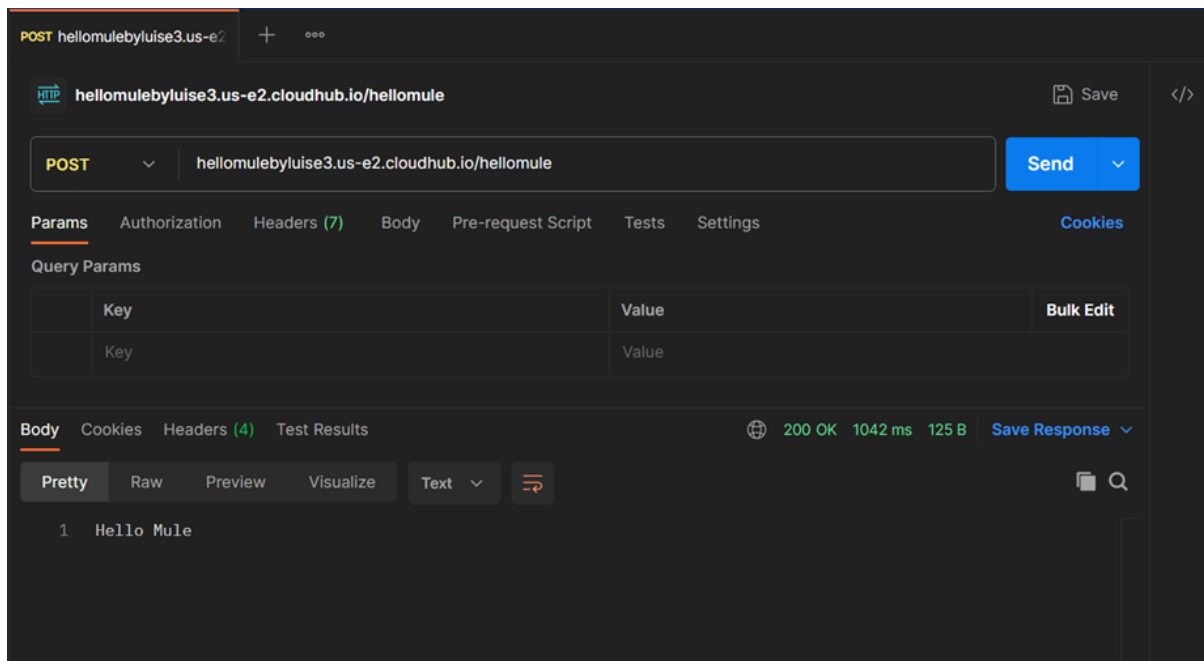 POST hellomulebyluise3.us-e2
HTTP hellomulebyluise3.us-e2.cloudhub.io/hellomule Save </>
POST hellomulebyluise3.us-e2.cloudhub.io/hellomule Send
Params Authorization Headers (7) Body Pre-request Script Tests Settings Cookies
Query Params
Key Value Bulk Edit
Key Value
Body Cookies Headers (4) Test Results 200 OK 1042 ms 125 B Save Response
Pretty Raw Preview Visualize Text
1 Hello Mule